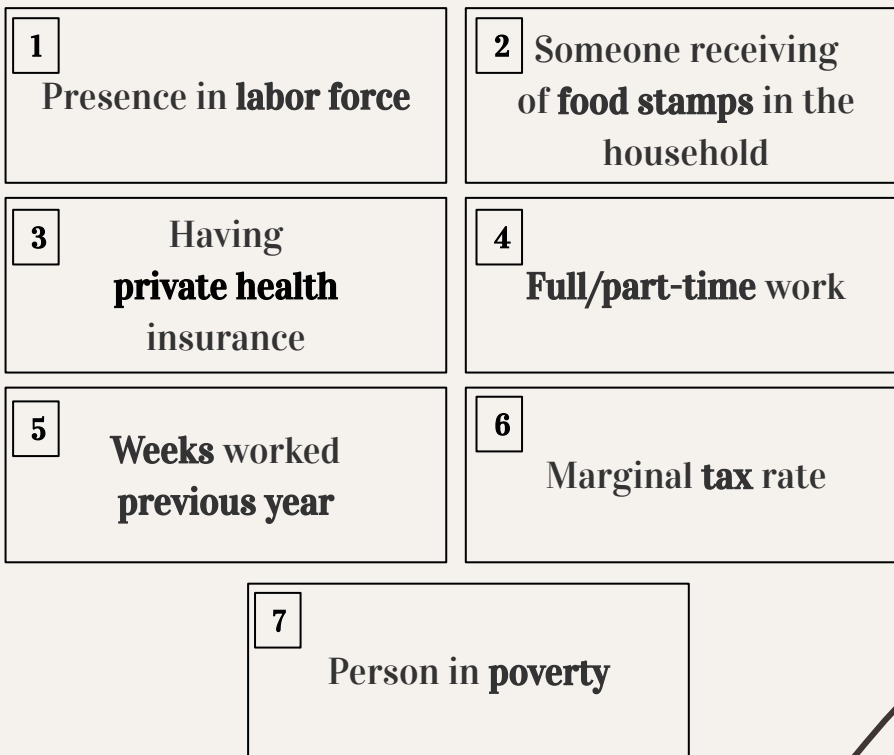 1
Presence in labor force
2
Someone receiving
of food stamps in the
household
3
Having
private health
insurance
4
Full/part-time work
5
Weeks worked
previous year
6
Marginal tax rate
7
Person in poverty